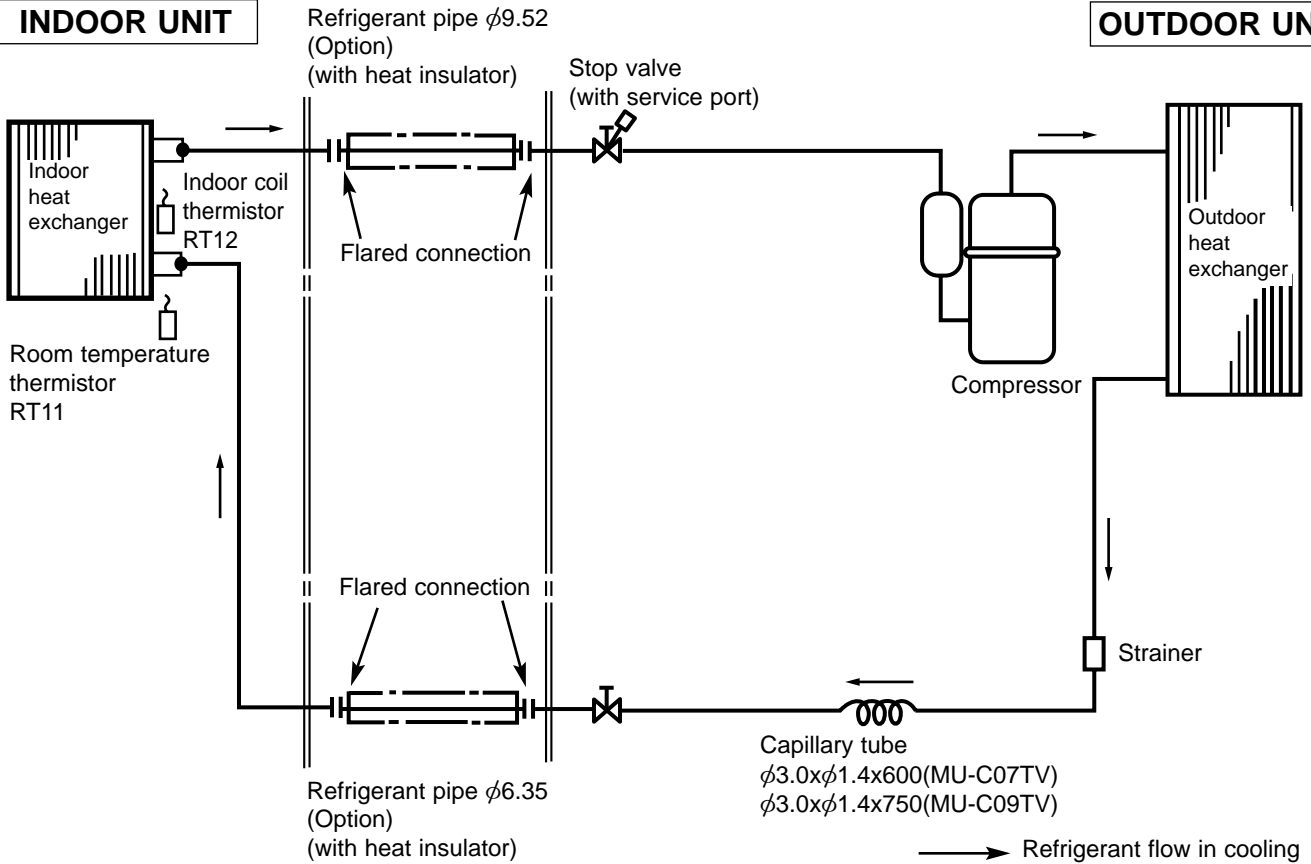 INDOOR UNIT
Refrigerant pipe ϕ9.52
(Option)
(with heat insulator)
OUTDOOR UN
Stop valve
(with service port)
Indoor
heat
exchanger
Indoor coil
thermistor
RT12
Flared connection
Outdoor
heat
exchanger
Room temperature
thermistor
RT11
Compressor
Flared connection
Strainer
Capillary tube
ϕ3.0xϕ1.4x600(MU-C07TV)
ϕ3.0xϕ1.4x750(MU-C09TV)
Refrigerant pipe ϕ6.35
(Option)
(with heat insulator)
Refrigerant flow in cooling